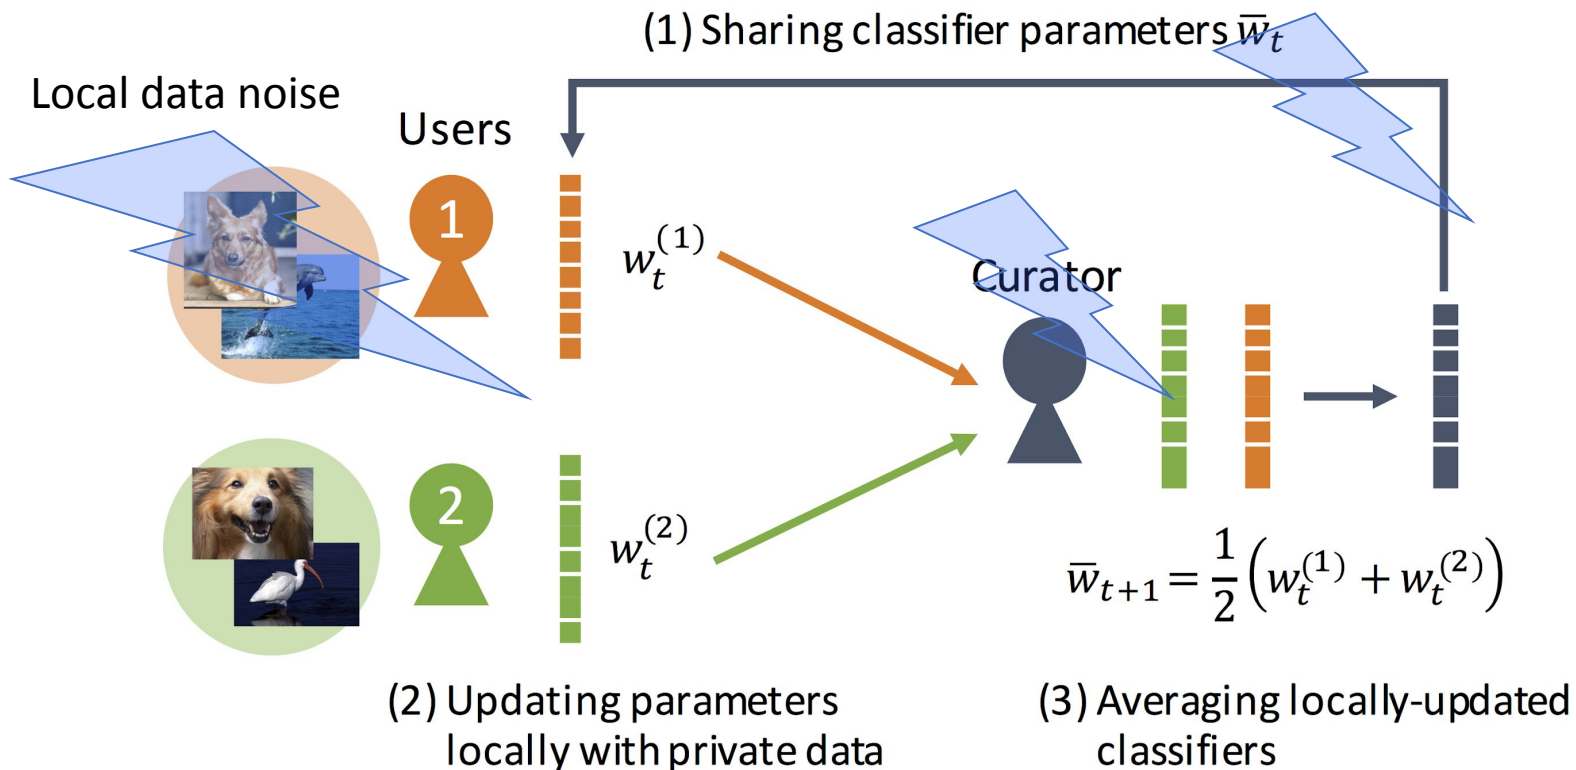 (1) Sharing classifier parameters w̅_t
Local data noise
Users
1
w_t^(1)
Curator
2
w_t^(2)
w̅_{t+1} = 1/2 (w_t^(1) + w_t^(2))
(2) Updating parameters
locally with private data
(3) Averaging locally-updated
classifiers